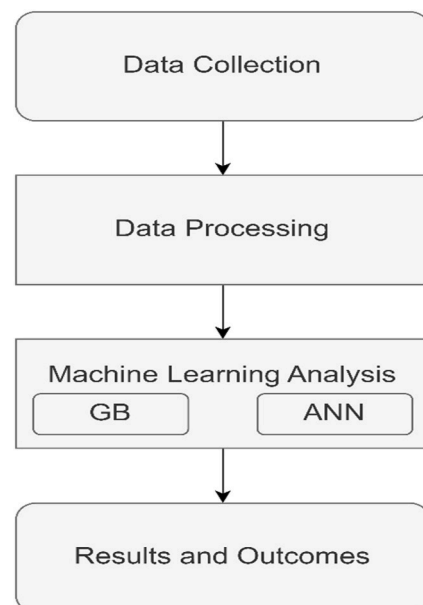 Data Collection
Data Processing
Machine Learning Analysis
GB ANN
Results and Outcomes